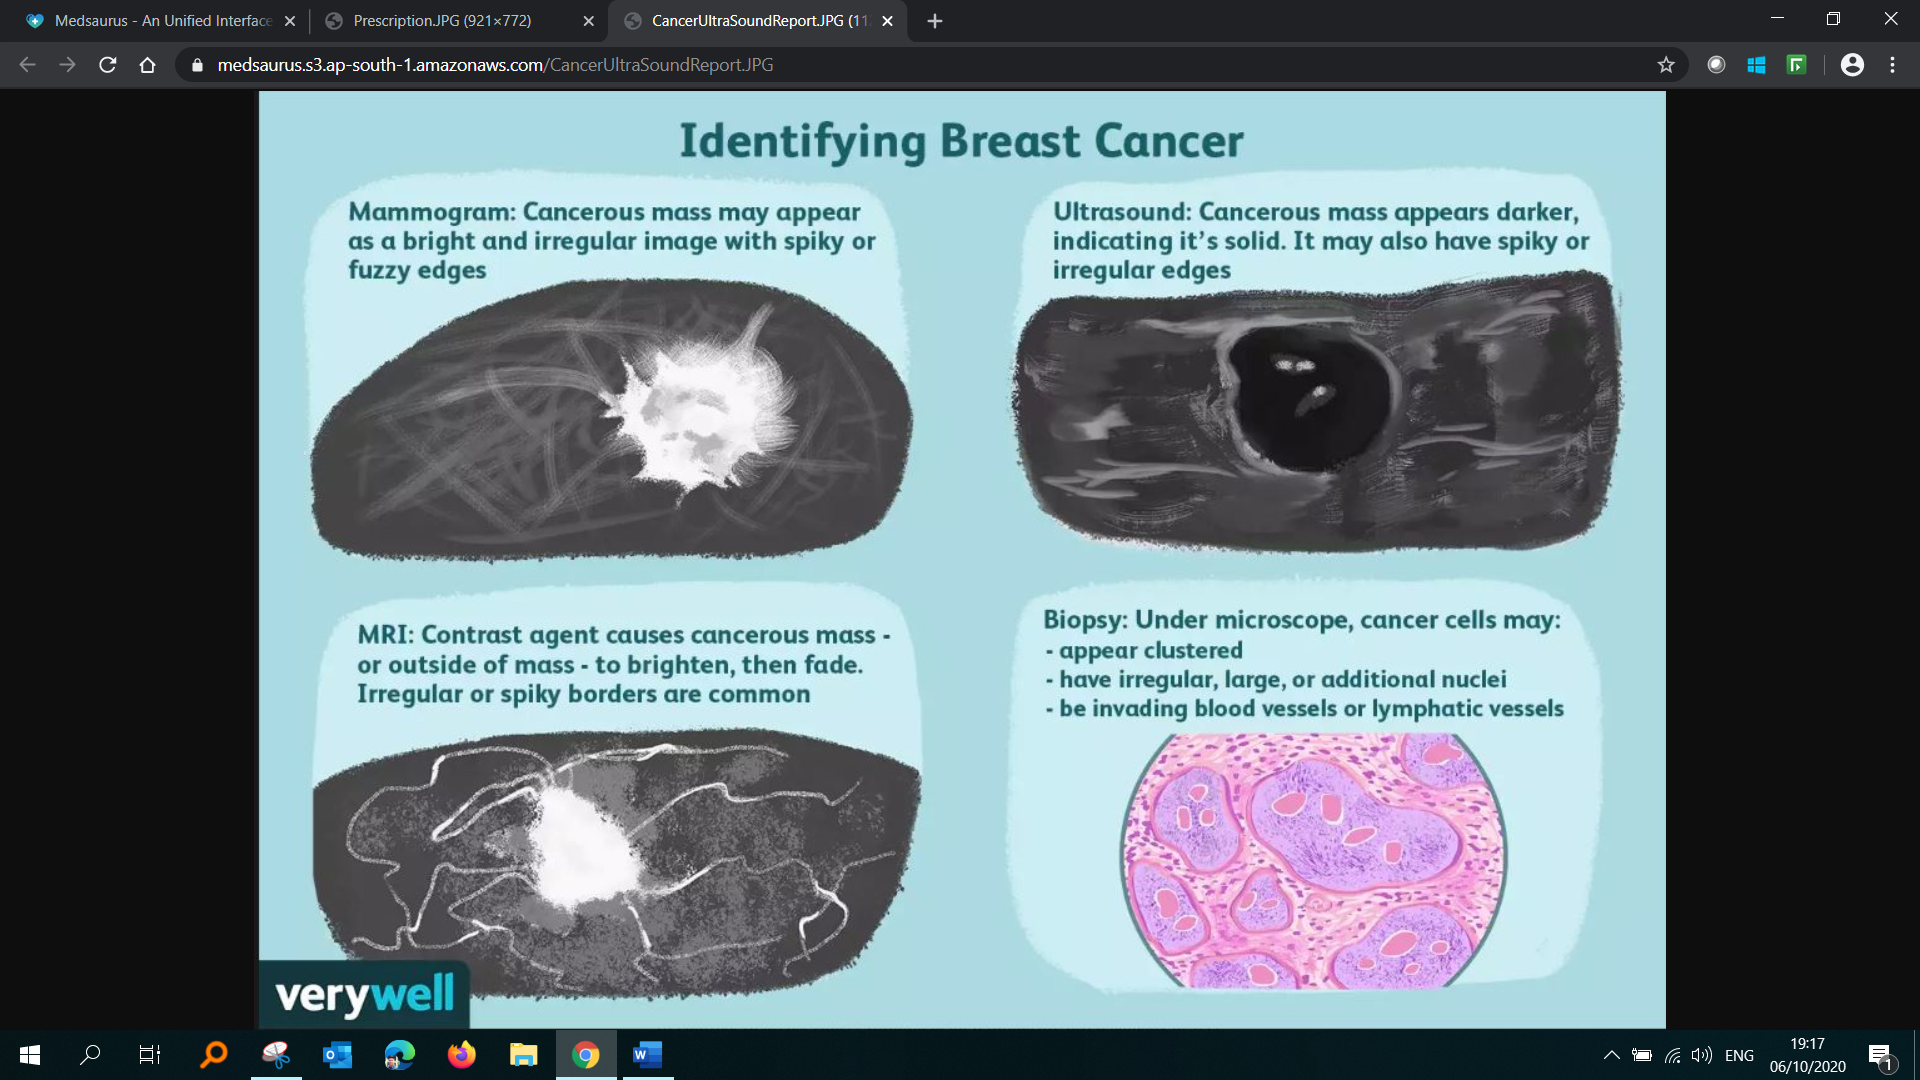 Medsaurus - An Unified Interface
Prescription.JPG (921×772)
CancerUltraSoundReport.JPG (11
medsaurus.s3.ap-south-1.amazonaws.com/CancerUltraSoundReport.JPG
Identifying Breast Cancer
Mammogram: Cancerous mass may appear
as a bright and irregular image with spiky or
fuzzy edges
Ultrasound: Cancerous mass appears darker,
indicating it's solid. It may also have spiky or
irregular edges
MRI: Contrast agent causes cancerous mass -
or outside of mass - to brighten, then fade.
Irregular or spiky borders are common
Biopsy: Under microscope, cancer cells may:
- appear clustered
- have irregular, large, or additional nuclei
- be invading blood vessels or lymphatic vessels
verywell
ENG
19:17
06/10/2020
1